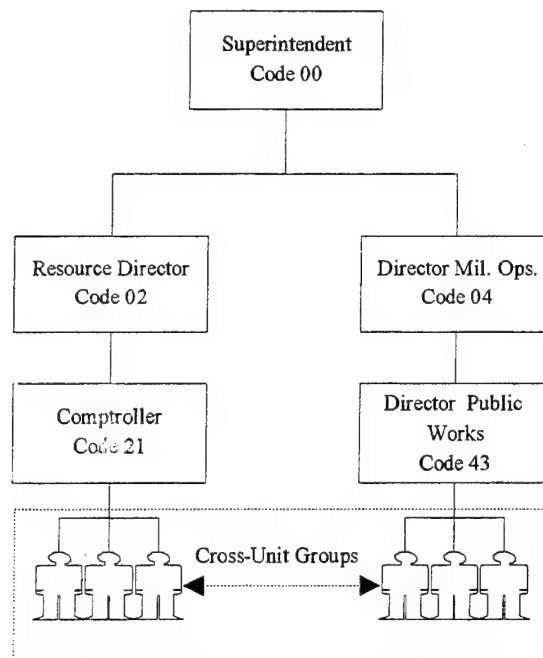 Superintendent
Code 00
Resource Director
Code 02
Director Mil. Ops.
Code 04
Comptroller
Code 21
Director Public
Works
Code 43
Cross-Unit Groups